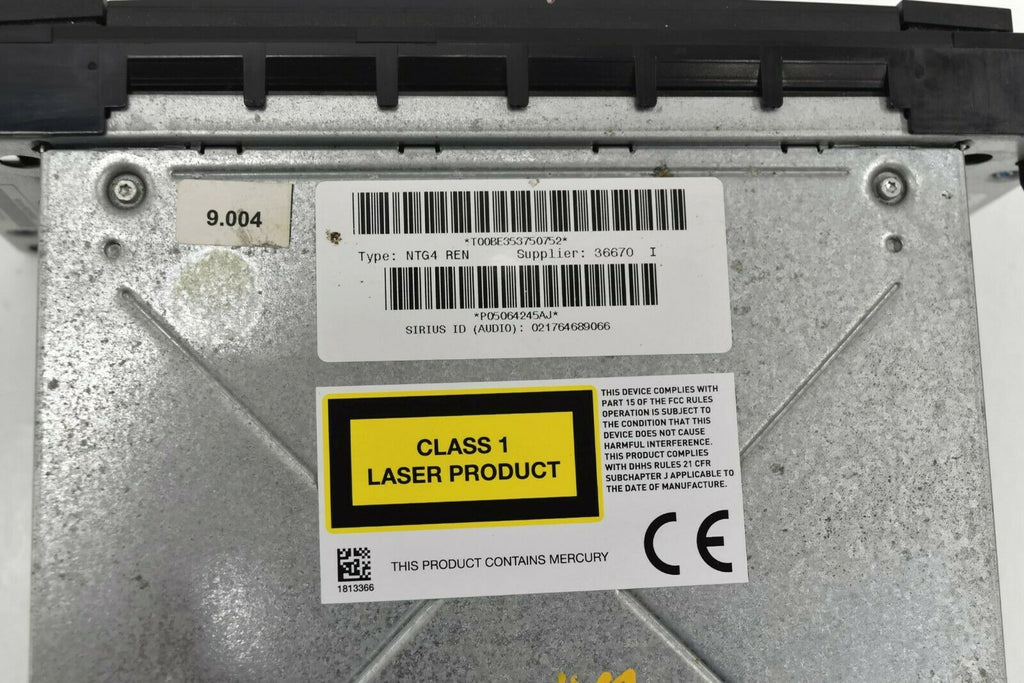 9.004
*T00BE353750752*
Type: NTG4 REN Supplier: 36670 I
*P05064245AJ*
SIRIUS ID (AUDIO): 021764689066
CLASS 1
LASER PRODUCT
THIS DEVICE COMPLIES WITH
PART 15 OF THE FCC RULES
OPERATION IS SUBJECT TO
THE CONDITION THAT THIS
DEVICE DOES NOT CAUSE
HARMFUL INTERFERENCE.
THIS PRODUCT COMPLIES
WITH DHHS RULES 21 CFR
SUBCHAPTER J APPLICABLE TO
THE DATE OF MANUFACTURE.
CE
THIS PRODUCT CONTAINS MERCURY
1813366